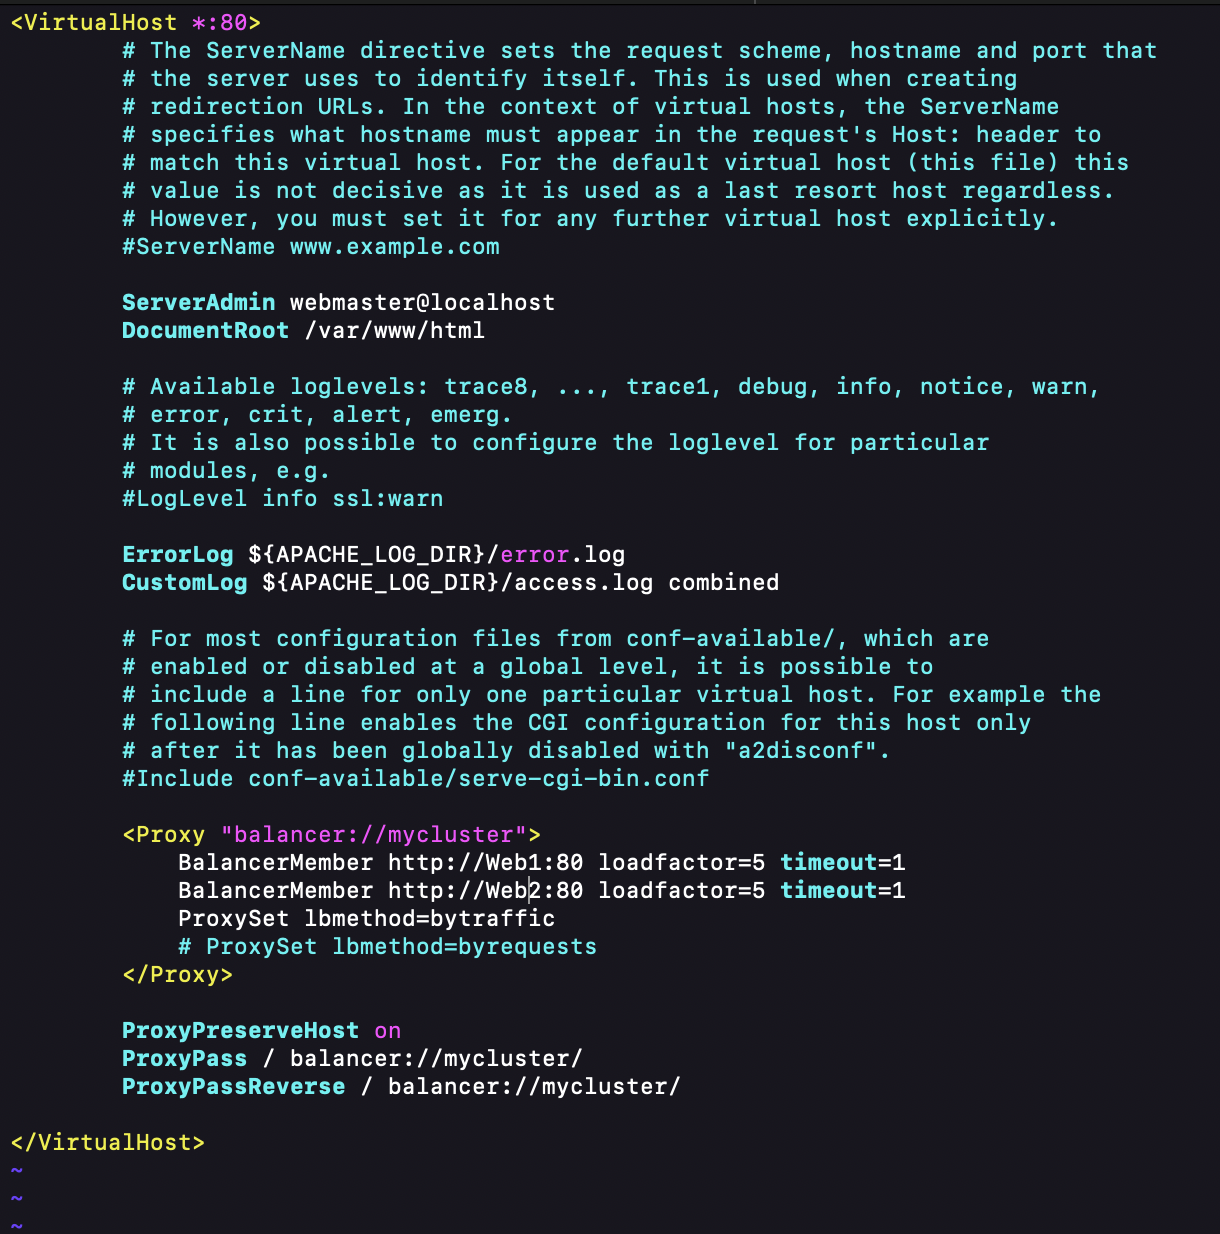 <VirtualHost *:80>
        # The ServerName directive sets the request scheme, hostname and port that
        # the server uses to identify itself. This is used when creating
        # redirection URLs. In the context of virtual hosts, the ServerName
        # specifies what hostname must appear in the request's Host: header to
        # match this virtual host. For the default virtual host (this file) this
        # value is not decisive as it is used as a last resort host regardless.
        # However, you must set it for any further virtual host explicitly.
        #ServerName www.example.com

        ServerAdmin webmaster@localhost
        DocumentRoot /var/www/html

        # Available loglevels: trace8, ..., trace1, debug, info, notice, warn,
        # error, crit, alert, emerg.
        # It is also possible to configure the loglevel for particular
        # modules, e.g.
        #LogLevel info ssl:warn

        ErrorLog ${APACHE_LOG_DIR}/error.log
        CustomLog ${APACHE_LOG_DIR}/access.log combined

        # For most configuration files from conf-available/, which are
        # enabled or disabled at a global level, it is possible to
        # include a line for only one particular virtual host. For example the
        # following line enables the CGI configuration for this host only
        # after it has been globally disabled with "a2disconf".
        #Include conf-available/serve-cgi-bin.conf

        <Proxy "balancer://mycluster">
            BalancerMember http://Web1:80 loadfactor=5 timeout=1
            BalancerMember http://Web2:80 loadfactor=5 timeout=1
            ProxySet lbmethod=bytraffic
            # ProxySet lbmethod=byrequests
        </Proxy>

        ProxyPreserveHost on
        ProxyPass / balancer://mycluster/
        ProxyPassReverse / balancer://mycluster/

</VirtualHost>
~
~
~